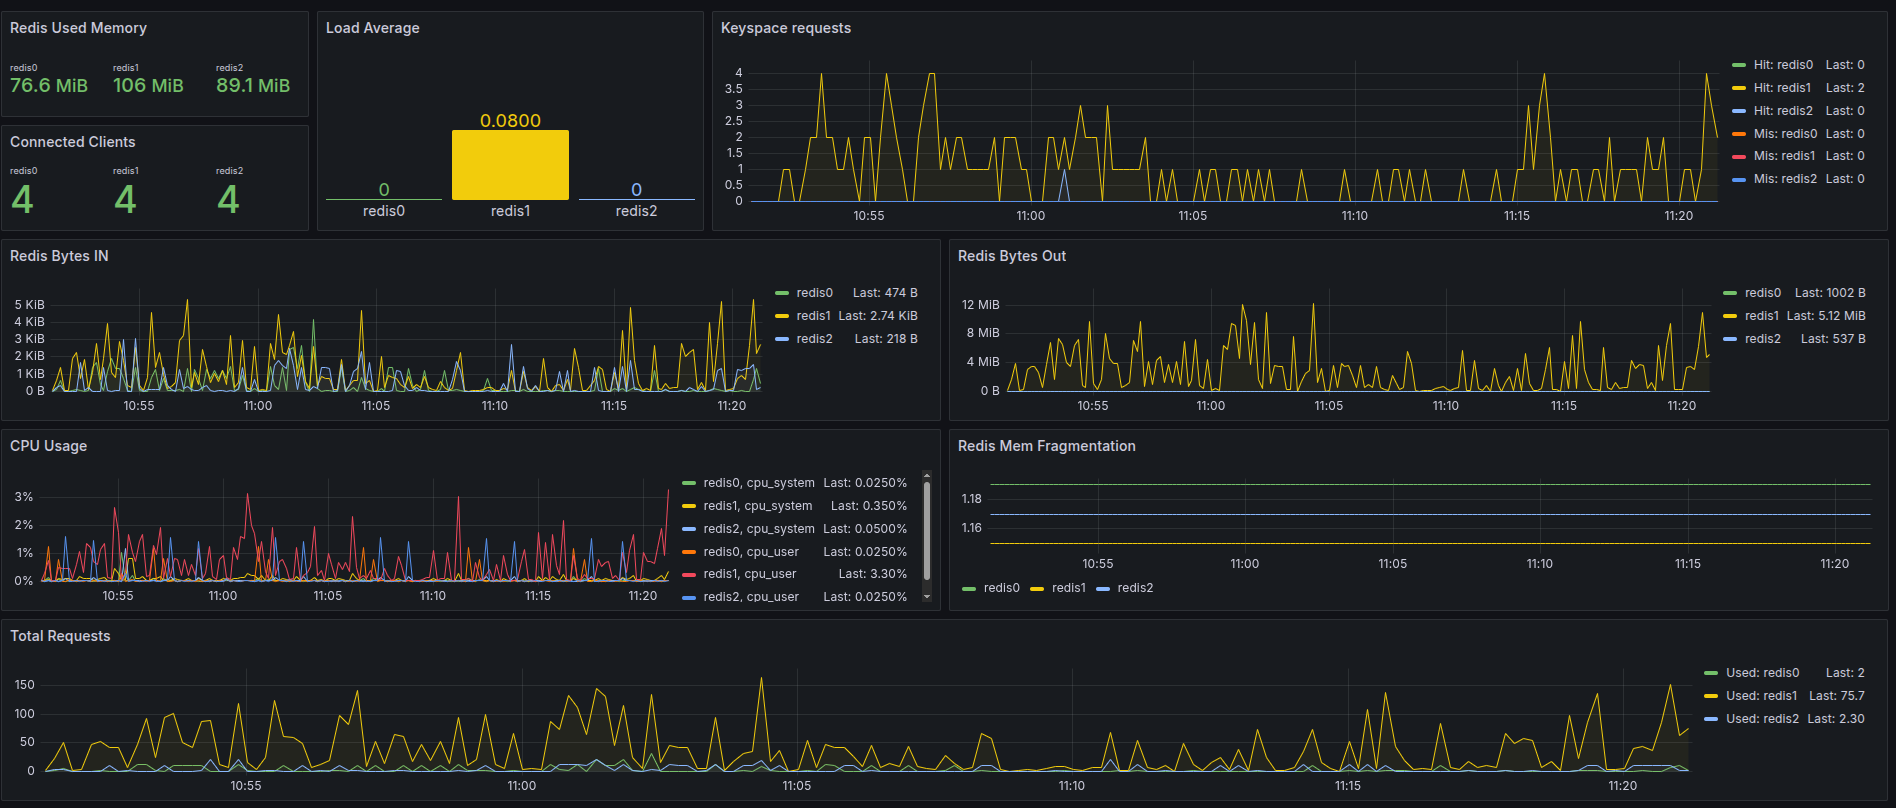 Redis Used Memory
redis0 redis1 redis2
76.6 MiB 106 MiB 89.1 MiB
Connected Clients
redis0 redis1 redis2
4 4 4
Load Average
0.0800
0 0
redis0 redis1 redis2
Keyspace requests
4
3.5
3
2.5
2
1.5
1
0.5
0
10:55 11:00 11:05 11:10 11:15 11:20
Hit: redis0 Last: 0
Hit: redis1 Last: 2
Hit: redis2 Last: 0
Mis: redis0 Last: 0
Mis: redis1 Last: 0
Mis: redis2 Last: 0
Redis Bytes IN
5 KiB
4 KiB
3 KiB
2 KiB
1 KiB
0 B
10:55 11:00 11:05 11:10 11:15 11:20
redis0 Last: 474 B
redis1 Last: 2.74 KiB
redis2 Last: 218 B
Redis Bytes Out
12 MiB
8 MiB
4 MiB
0 B
10:55 11:00 11:05 11:10 11:15 11:20
redis0 Last: 1002 B
redis1 Last: 5.12 MiB
redis2 Last: 537 B
CPU Usage
3%
2%
1%
0%
10:55 11:00 11:05 11:10 11:15 11:20
redis0, cpu_system Last: 0.0250%
redis1, cpu_system Last: 0.350%
redis2, cpu_system Last: 0.0500%
redis0, cpu_user Last: 0.0250%
redis1, cpu_user Last: 3.30%
redis2, cpu_user Last: 0.0250%
Redis Mem Fragmentation
1.18
1.16
10:55 11:00 11:05 11:10 11:15 11:20
redis0 redis1 redis2
Total Requests
150
100
50
0
10:55 11:00 11:05 11:10 11:15 11:20
Used: redis0 Last: 2
Used: redis1 Last: 75.7
Used: redis2 Last: 2.30